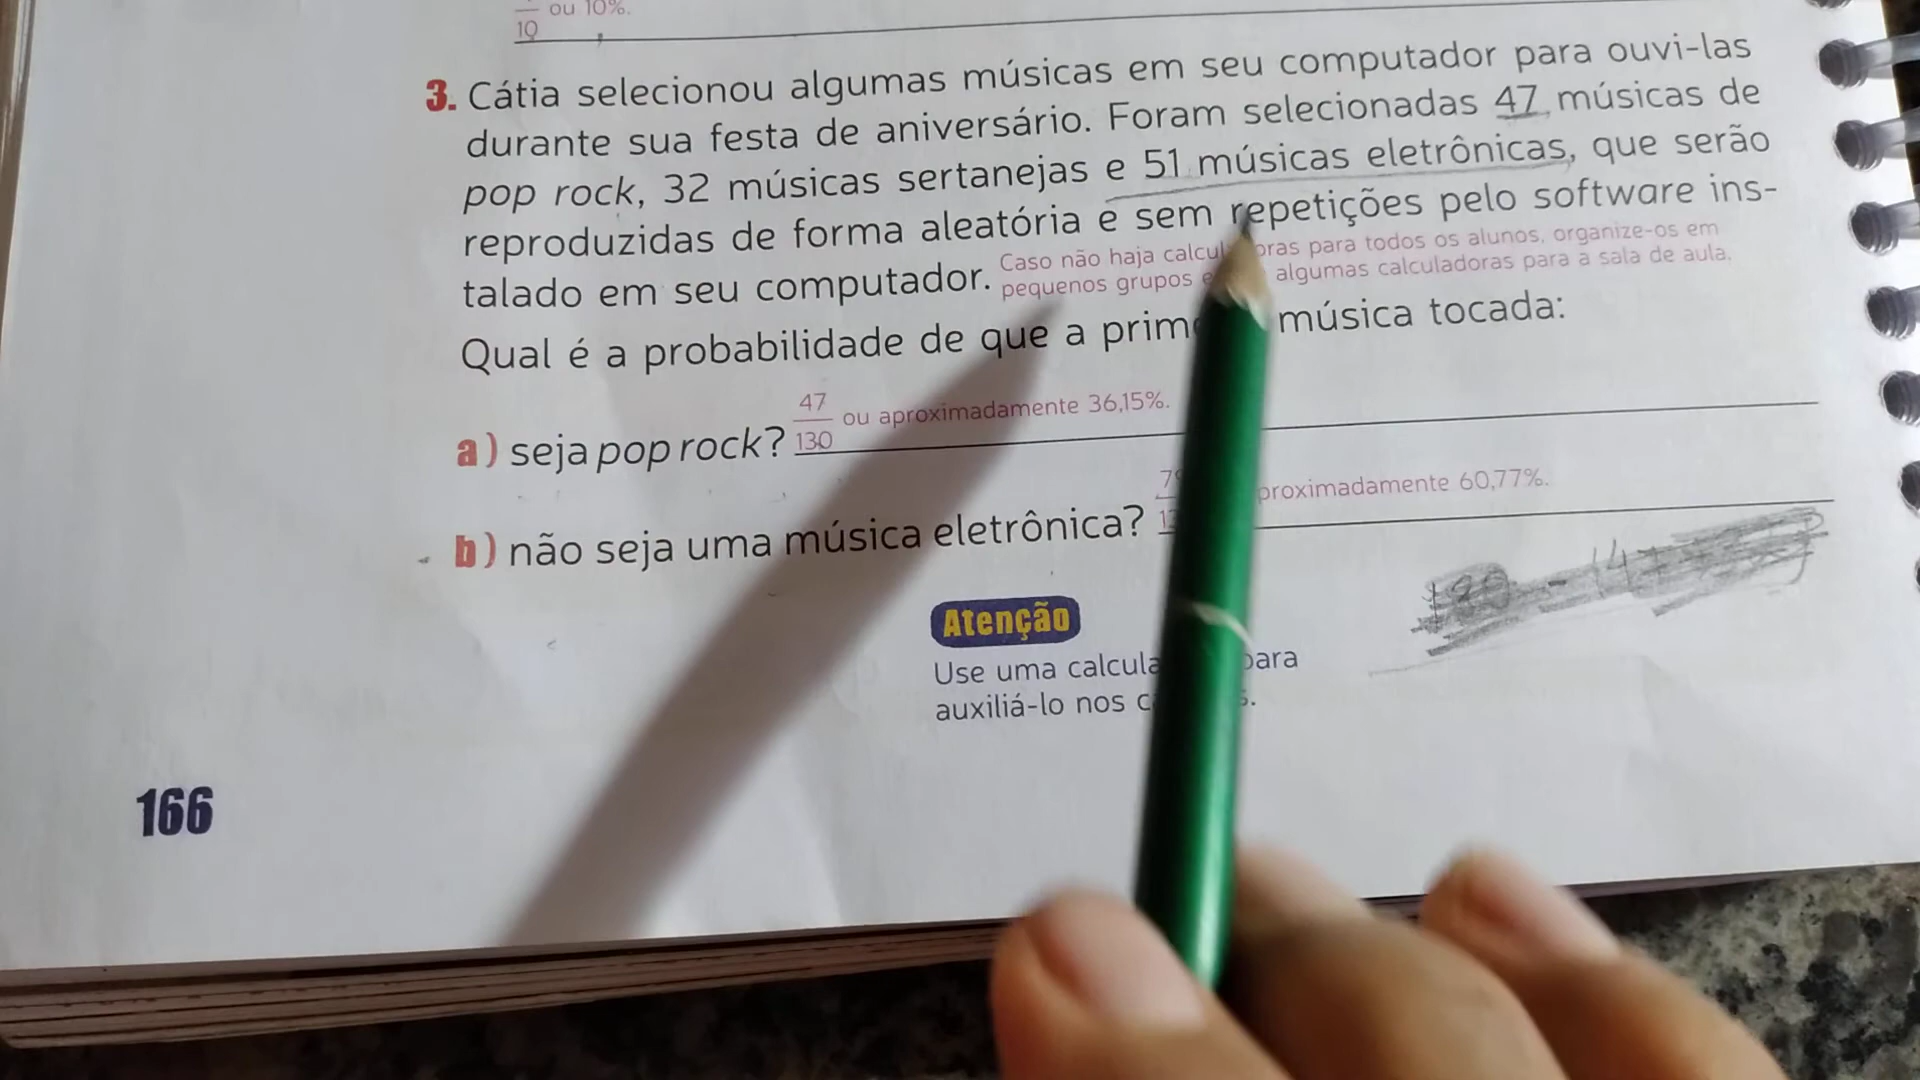 10
ou 10%.
3. Cátia selecionou algumas músicas em seu computador para ouvi-las
durante sua festa de aniversário. Foram selecionadas 47 músicas de
pop rock, 32 músicas sertanejas e 51 músicas eletrônicas, que serão
reproduzidas de forma aleatória e sem repetições pelo software ins-
talado em seu computador.
Caso não haja calcul oras para todos os alunos, organize-os em
pequenos grupos e algumas calculadoras para a sala de aula.
Qual é a probabilidade de que a prim música tocada:
a) seja pop rock? 47/130 ou aproximadamente 36,15%.
b) não seja uma música eletrônica? proximadamente 60,77%.
Atenção
Use uma calcula para
auxiliá-lo nos c s.
166